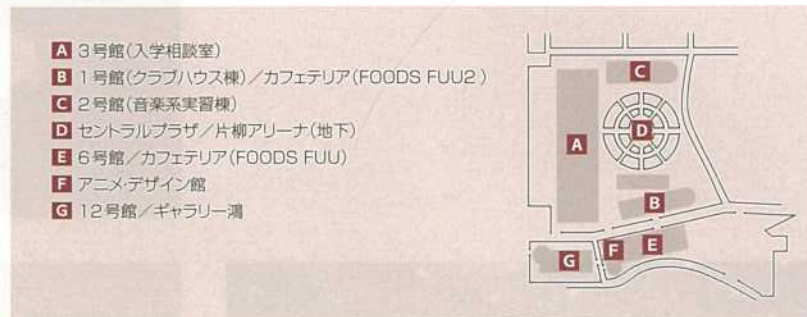 A 3号館(入学相談室)
B 1号館(クラブハウス棟)/カフェテリア(FOODS FUU2)
C 2号館(音楽系実習棟)
D セントラルプラザ/片柳アリーナ(地下)
E 6号館/カフェテリア(FOODS FUU)
F アニメ・デザイン館
G 12号館/ギャラリー鴻
C
D
A
B
E
F
G